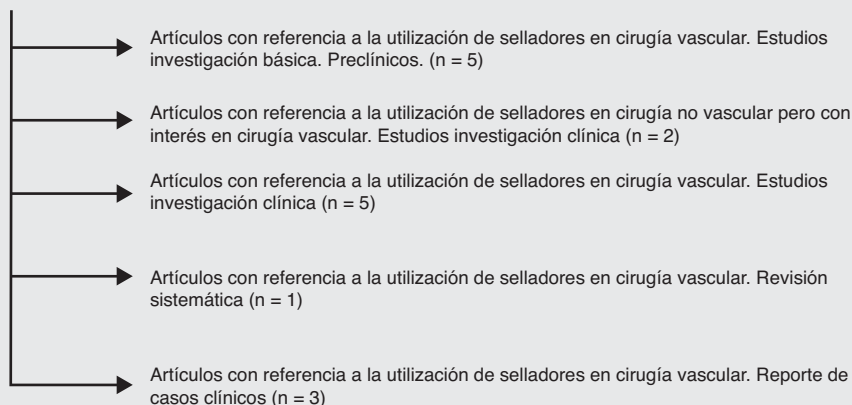 Artículos con referencia a la utilización de selladores en cirugía vascular. Estudios
investigación básica. Preclínicos. (n = 5)
Artículos con referencia a la utilización de selladores en cirugía no vascular pero con
interés en cirugía vascular. Estudios investigación clínica (n = 2)
Artículos con referencia a la utilización de selladores en cirugía vascular. Estudios
investigación clínica (n = 5)
Artículos con referencia a la utilización de selladores en cirugía vascular. Revisión
sistemática (n = 1)
Artículos con referencia a la utilización de selladores en cirugía vascular. Reporte de
casos clínicos (n = 3)